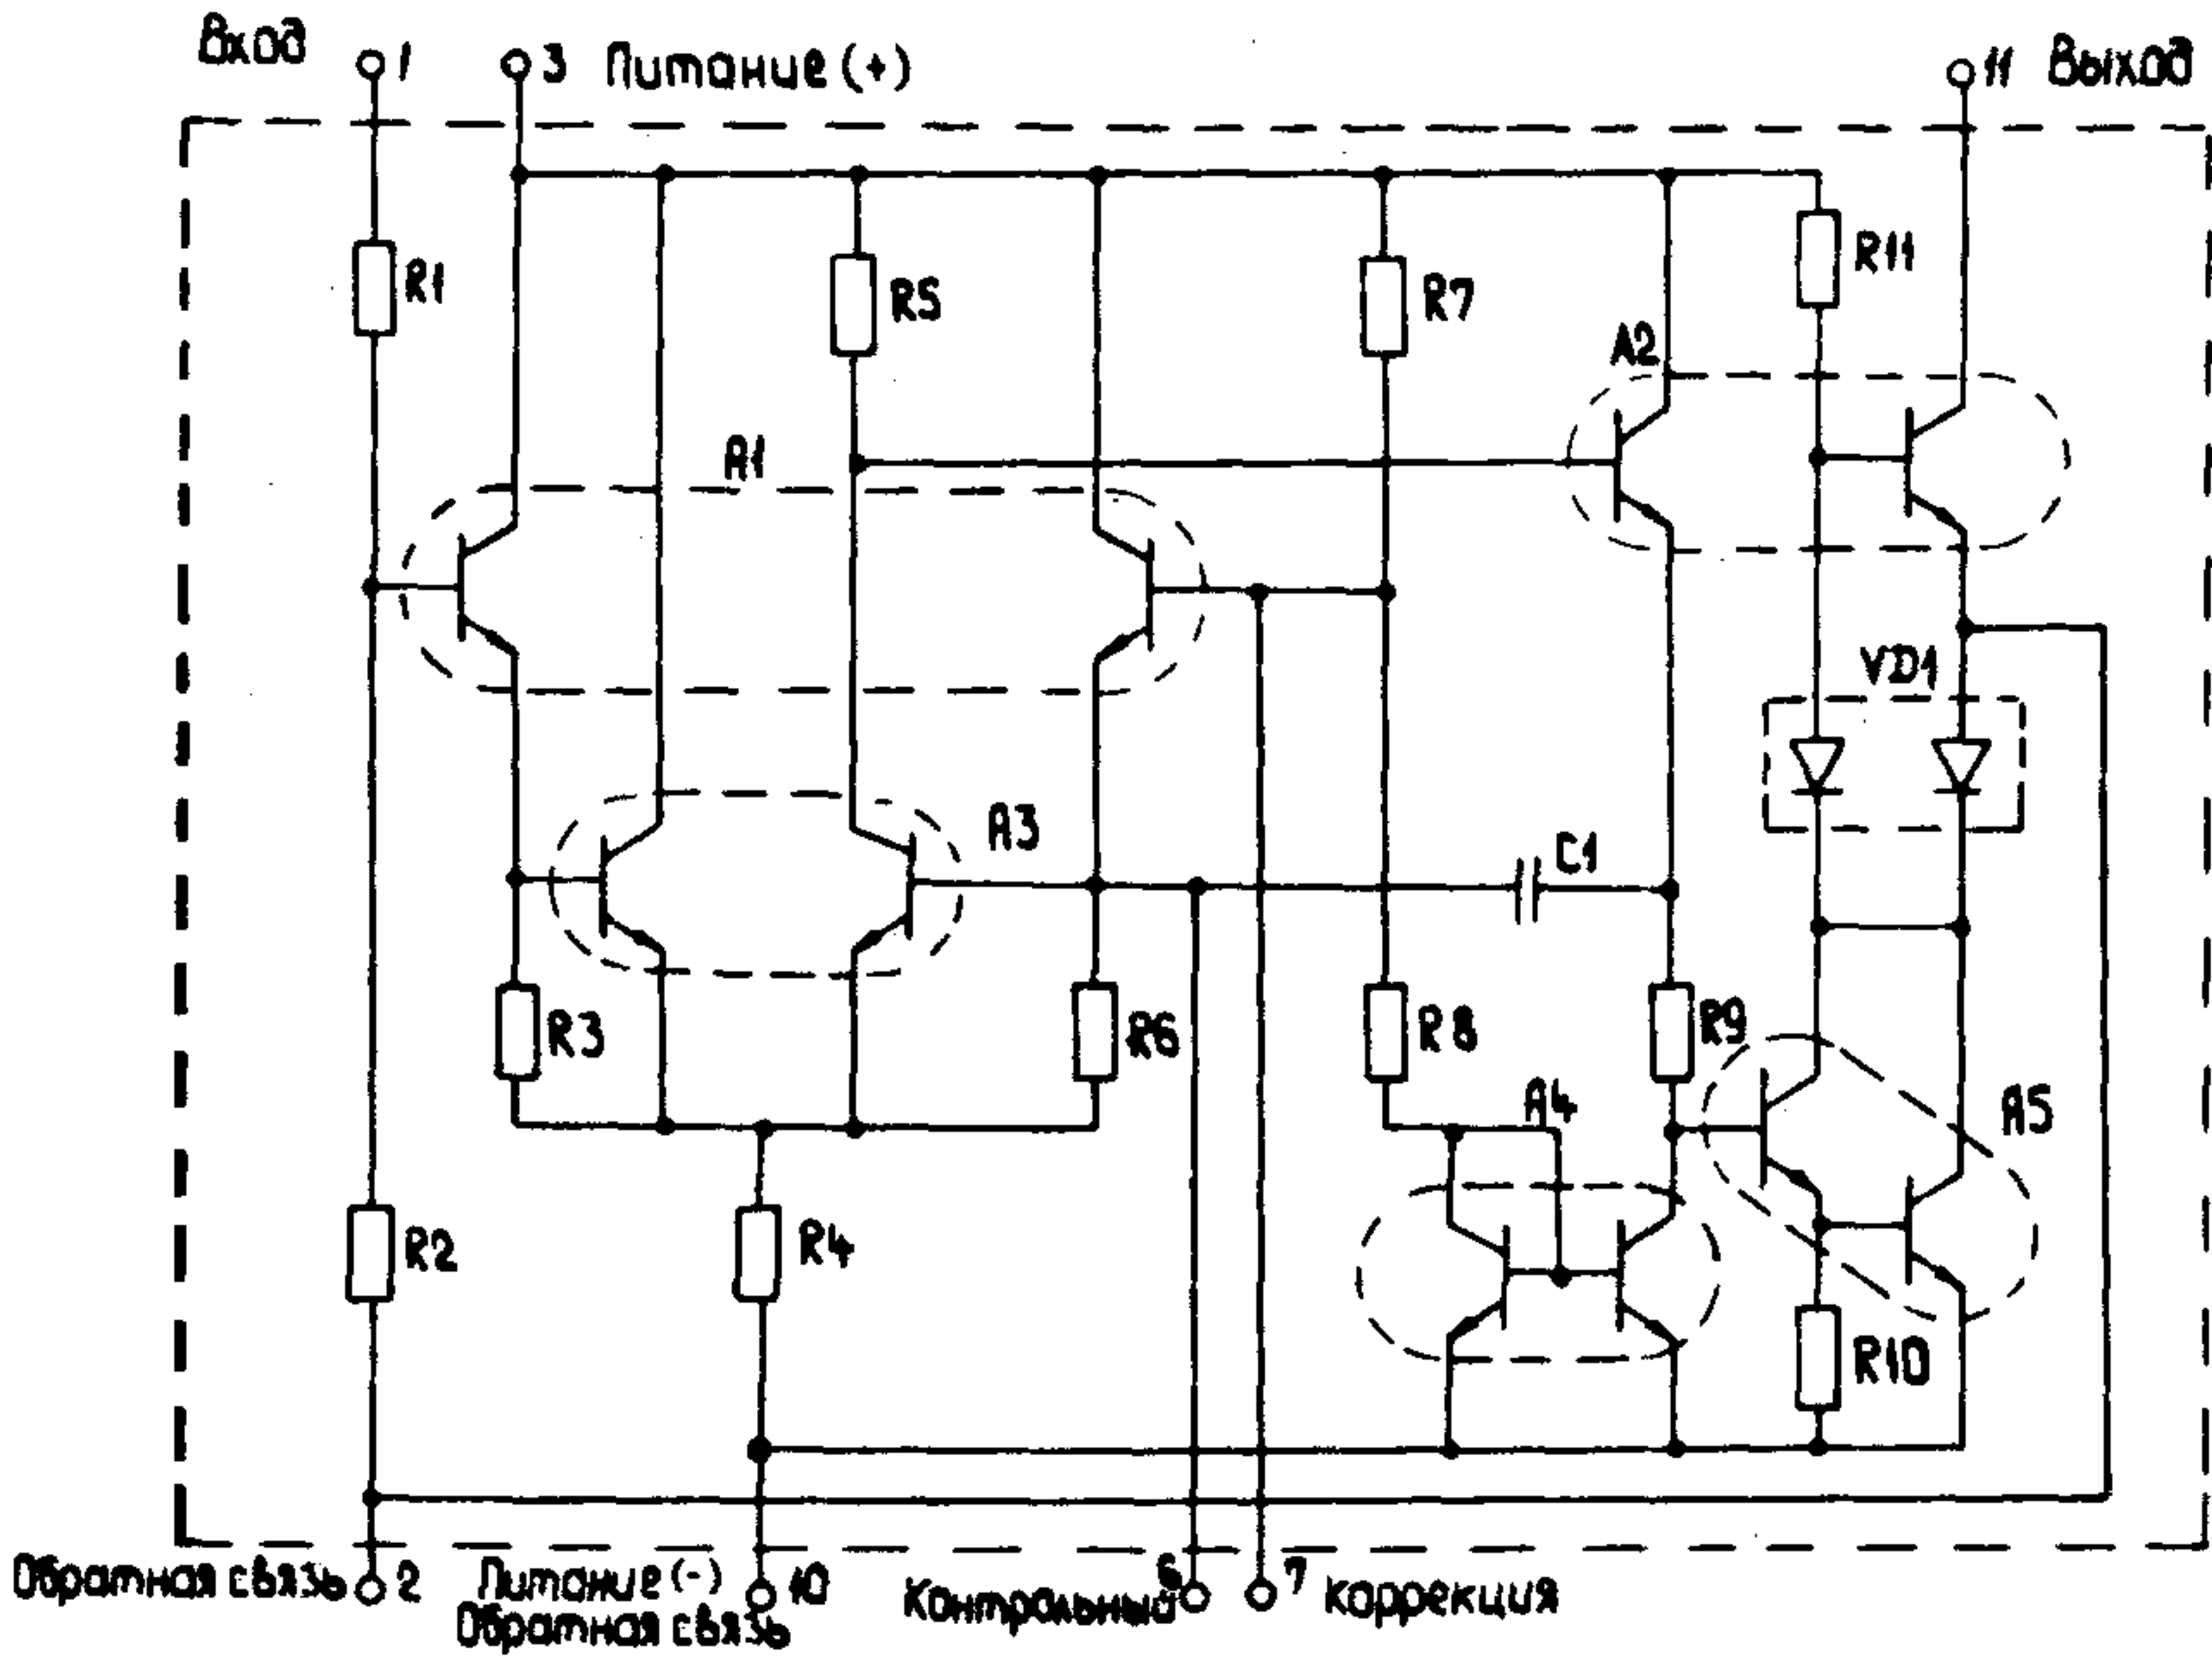 Вход
1
3 Питание (+)
11 Выход
R1
R5
R7
R11
A2
A1
VD1
A3
C1
R3
R6
R8
R9
A4
A5
R2
R4
R10
Обратная связь 2
Питание (-) 10
Обратная связь
Контрольный 6
7 Коррекция